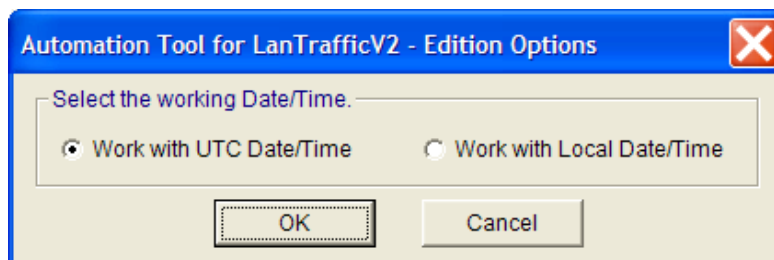 Automation Tool for LanTrafficV2 - Edition Options
Select the working Date/Time.
Work with UTC Date/Time Work with Local Date/Time
OK Cancel